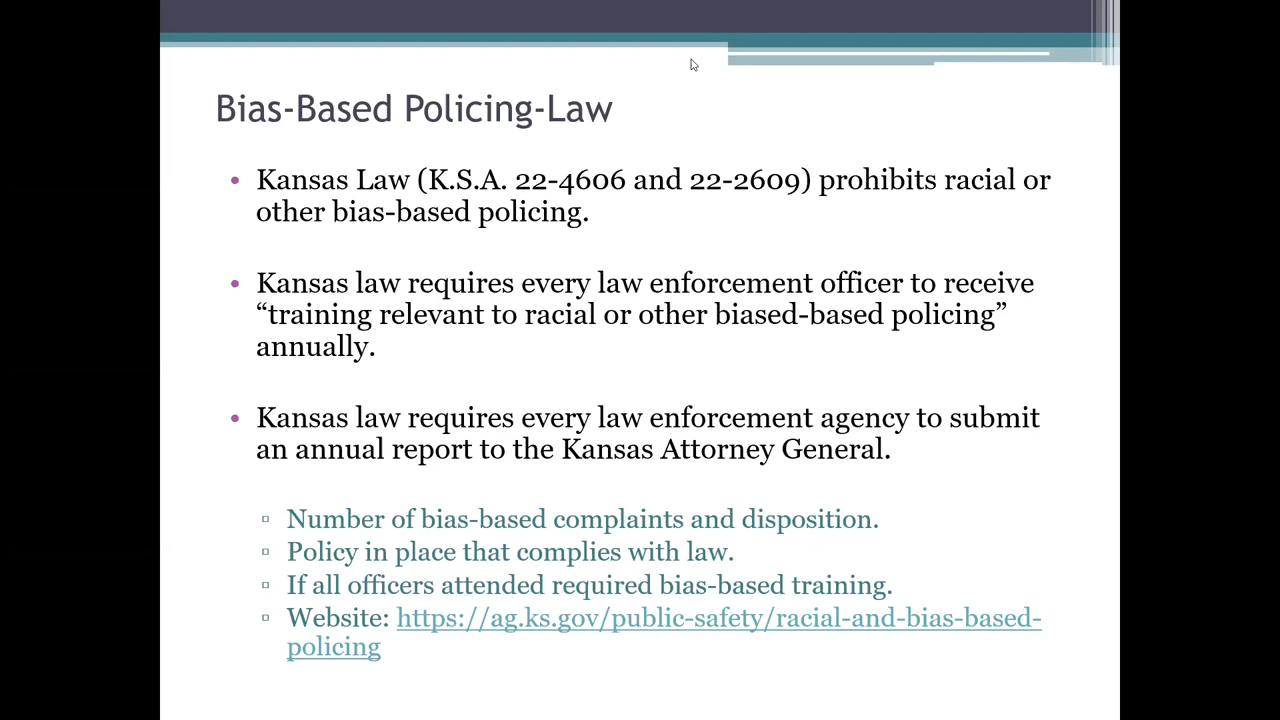 Bias-Based Policing-Law
• Kansas Law (K.S.A. 22-4606 and 22-2609) prohibits racial or
other bias-based policing.
• Kansas law requires every law enforcement officer to receive
“training relevant to racial or other biased-based policing”
annually.
• Kansas law requires every law enforcement agency to submit
an annual report to the Kansas Attorney General.
▫ Number of bias-based complaints and disposition.
▫ Policy in place that complies with law.
▫ If all officers attended required bias-based training.
▫ Website: https://ag.ks.gov/public-safety/racial-and-bias-based-
policing